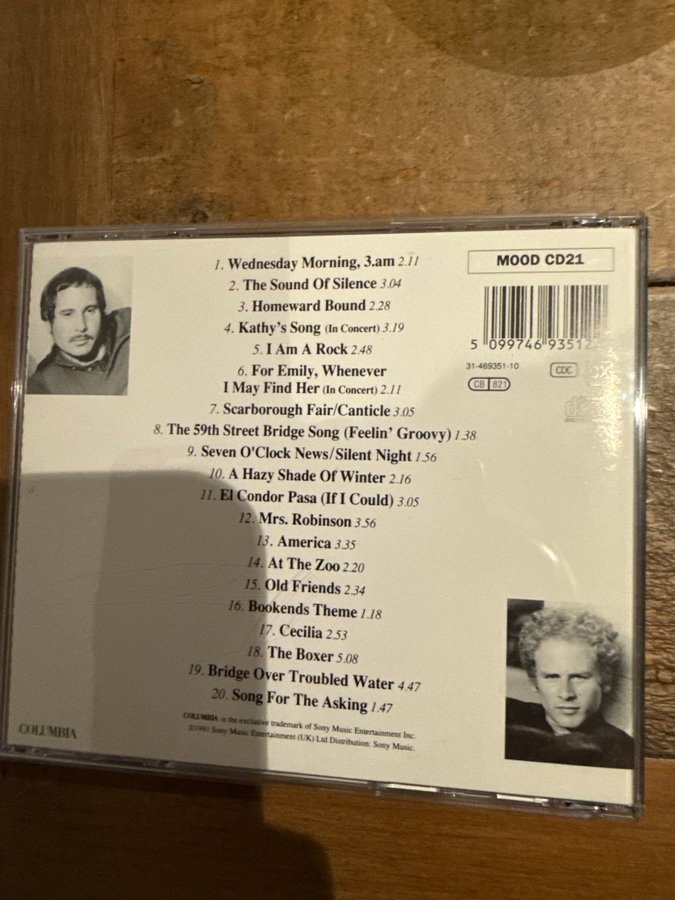 1. Wednesday Morning, 3.am 2.11
2. The Sound Of Silence 3.04
3. Homeward Bound 2.28
4. Kathy's Song (In Concert) 3.19
5. I Am A Rock 2.48
6. For Emily, Whenever
I May Find Her (In Concert) 2.11
7. Scarborough Fair/Canticle 3.05
8. The 59th Street Bridge Song (Feelin' Groovy) 1.38
9. Seven O'Clock News/Silent Night 1.56
10. A Hazy Shade Of Winter 2.16
11. El Condor Pasa (If I Could) 3.05
12. Mrs. Robinson 3.56
13. America 3.35
14. At The Zoo 2.20
15. Old Friends 2.34
16. Bookends Theme 1.18
17. Cecilia 2.53
18. The Boxer 5.08
19. Bridge Over Troubled Water 4.47
20. Song For The Asking 1.47
COLUMBIA is the exclusive trademark of Sony Music Entertainment Inc.
©1991 Sony Music Entertainment (UK) Ltd Distribution: Sony Music.
COLUMBIA
MOOD CD21
5 099746 93512
31-469351-10
CDC
CB 821